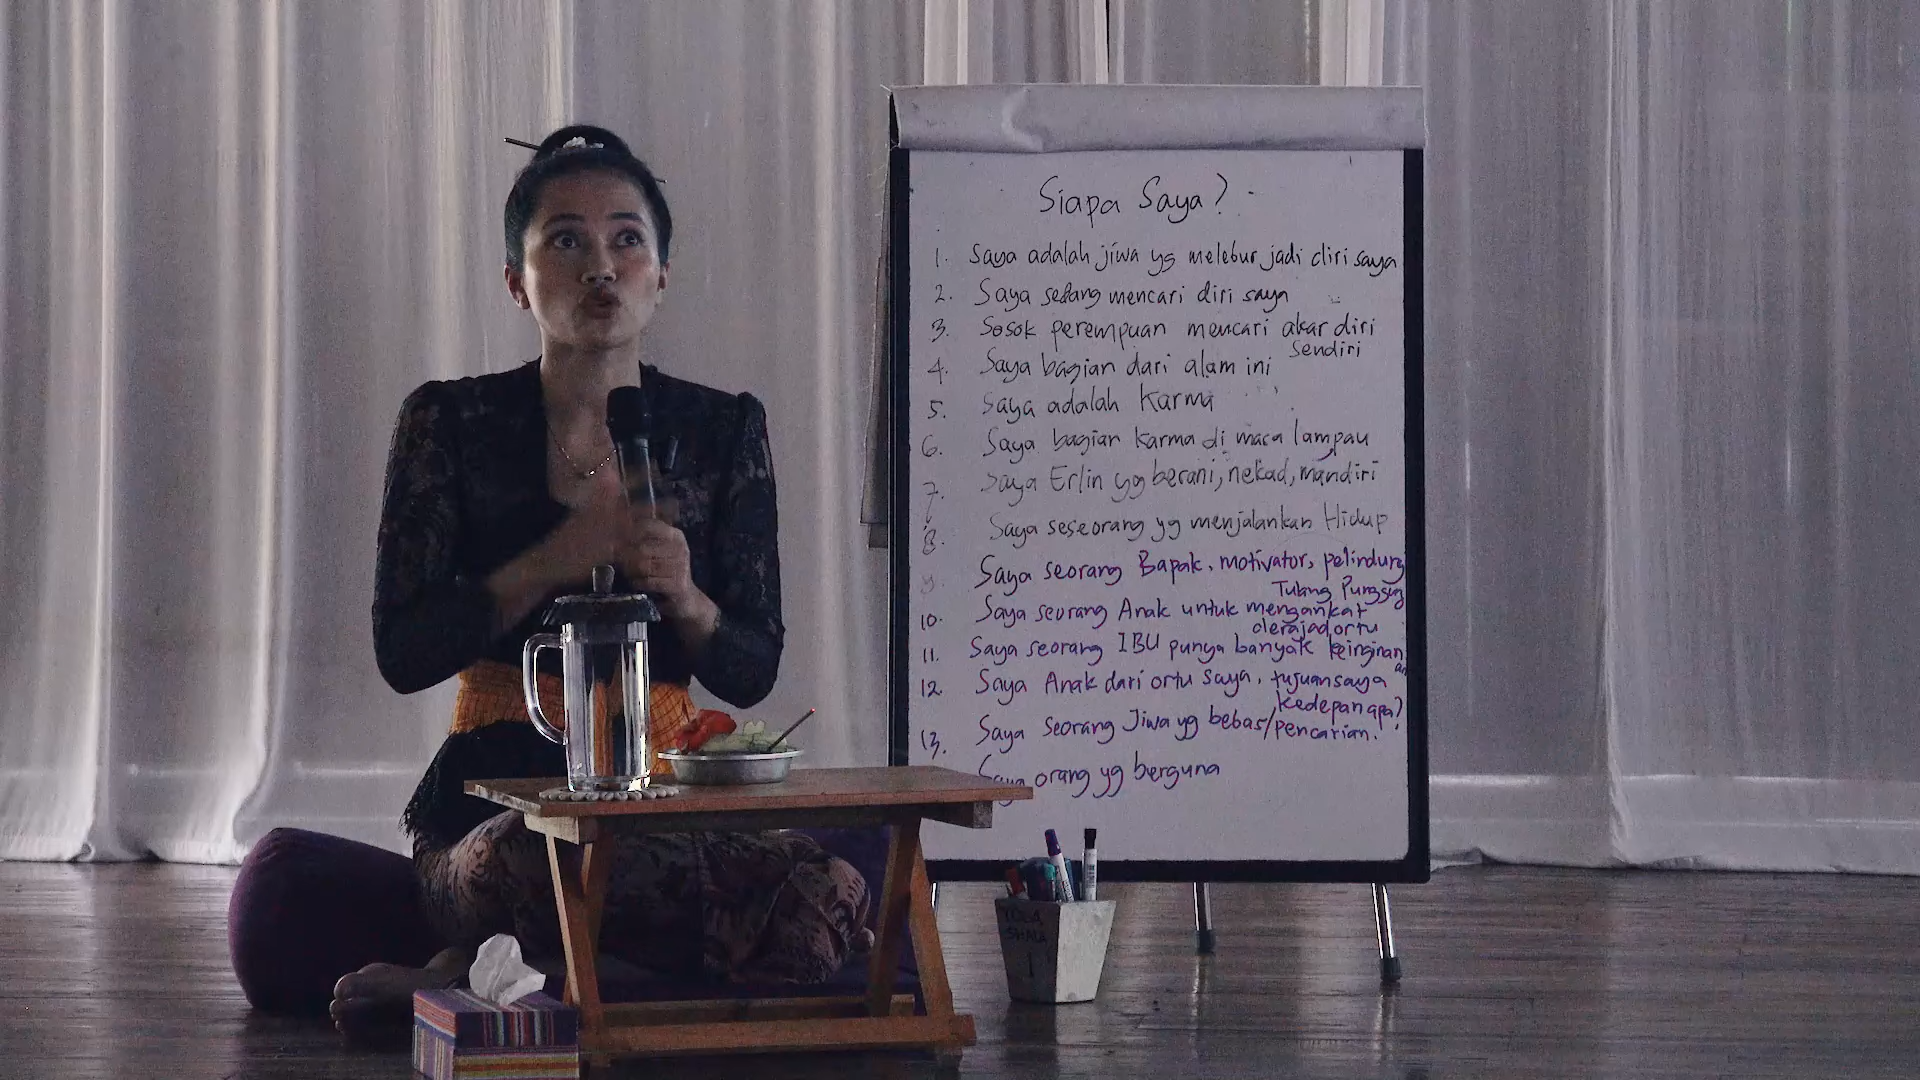 Siapa Saya?
1. Saya adalah jiwa yg melebur jadi diri saya
2. Saya sedang mencari diri saya
3. Sosok perempuan mencari akar diri
sendiri
4. Saya bagian dari alam ini
5. Saya adalah Karma
6. Saya bagian karma di masa lampau
7. Saya Erlin yg berani, nekad, mandiri
8. Saya seseorang yg menjalankan Hidup
9. Saya seorang Bapak, motivator, pelindung
Tulang Punggung
10. Saya seorang Anak untuk mengankat
derajad ortu
11. Saya seorang IBU punya banyak keinginan
12. Saya Anak dari ortu saya, tujuan saya
kedepan apa?
13. Saya seorang Jiwa yg bebas/pencarian.
Saya orang yg berguna